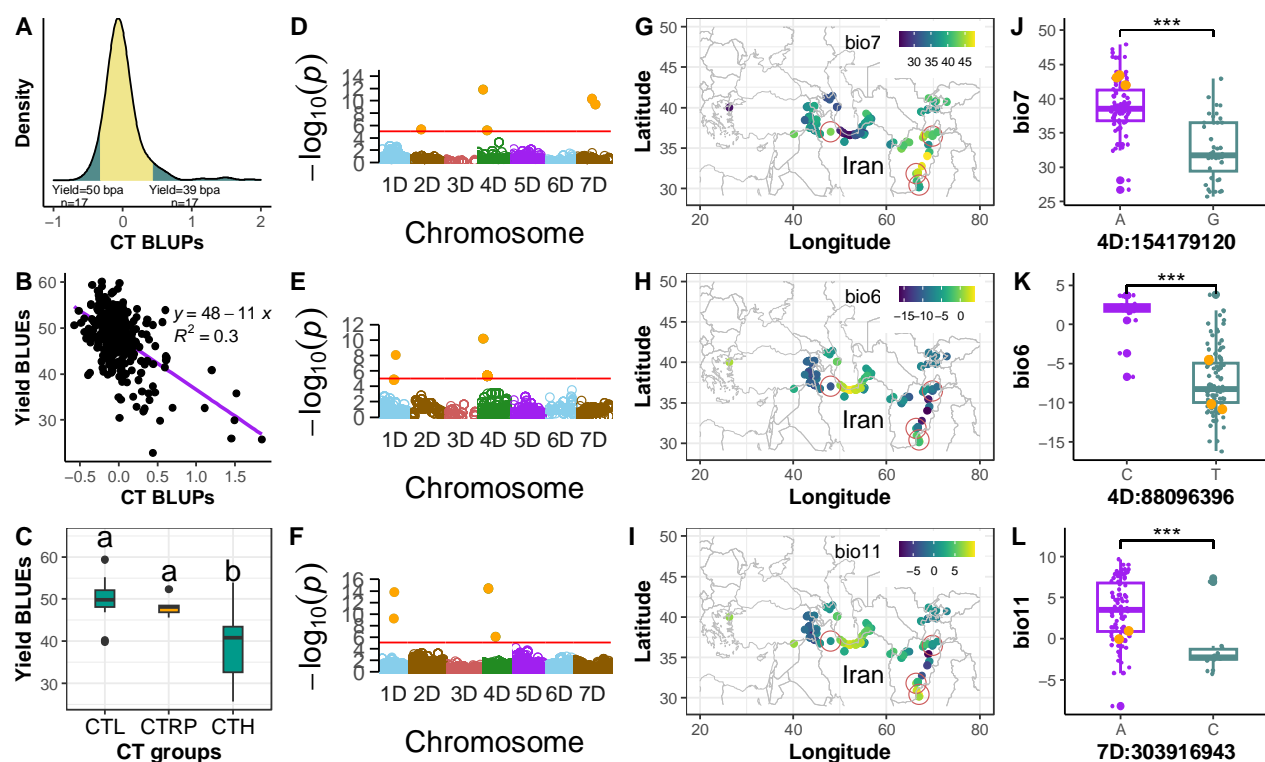 A
Density
Yield=50 bpa
n=17
Yield=39 bpa
n=17
−1
0
1
2
CT BLUPs
B
60
50
40
30
Yield BLUEs
y = 48 − 11 x
R² = 0.3
−0.5
0.0
0.5
1.0
1.5
CT BLUPs
C
60
50
40
30
Yield BLUEs
a
a
b
CTL
CTRP
CTH
CT groups
D
−log₁₀(p)
14
12
10
8
6
4
2
0
1D 2D 3D 4D 5D 6D 7D
Chromosome
E
−log₁₀(p)
12
10
8
6
4
2
0
1D 2D 3D 4D 5D 6D 7D
Chromosome
F
−log₁₀(p)
16
14
12
10
8
6
4
2
0
1D 2D 3D 4D 5D 6D 7D
Chromosome
G
Latitude
50
45
40
35
30
bio7
30 35 40 45
Iran
20 40 60 80
Longitude
H
Latitude
50
45
40
35
30
bio6
−15 −10 −5 0
Iran
20 40 60 80
Longitude
I
Latitude
50
45
40
35
30
bio11
−5 0 5
Iran
20 40 60 80
Longitude
J
***
bio7
50
45
40
35
30
25
A G
4D:154179120
K
***
bio6
5
0
−5
−10
−15
C T
4D:88096396
L
***
bio11
10
5
0
−5
A C
7D:303916943